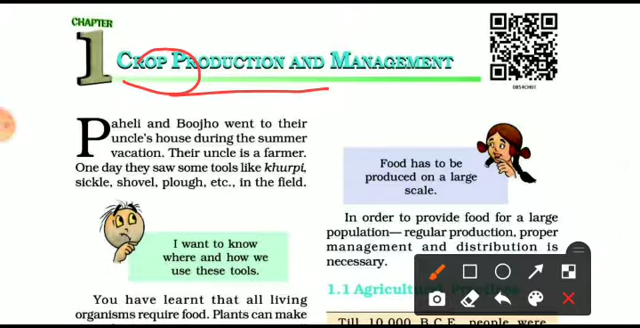 CHAPTER
1
CROP PRODUCTION AND MANAGEMENT
0854CH01
Paheli and Boojho went to their
uncle's house during the summer
vacation. Their uncle is a farmer.
One day they saw some tools like khurpi,
sickle, shovel, plough, etc., in the field.
I want to know
where and how we
use these tools.
You have learnt that all living
organisms require food. Plants can make
Food has to be
produced on a large
scale.
In order to provide food for a large
population— regular production, proper
management and distribution is
necessary.
1.1 Agricultural Practices
Till 10,000 B.C.E. people were